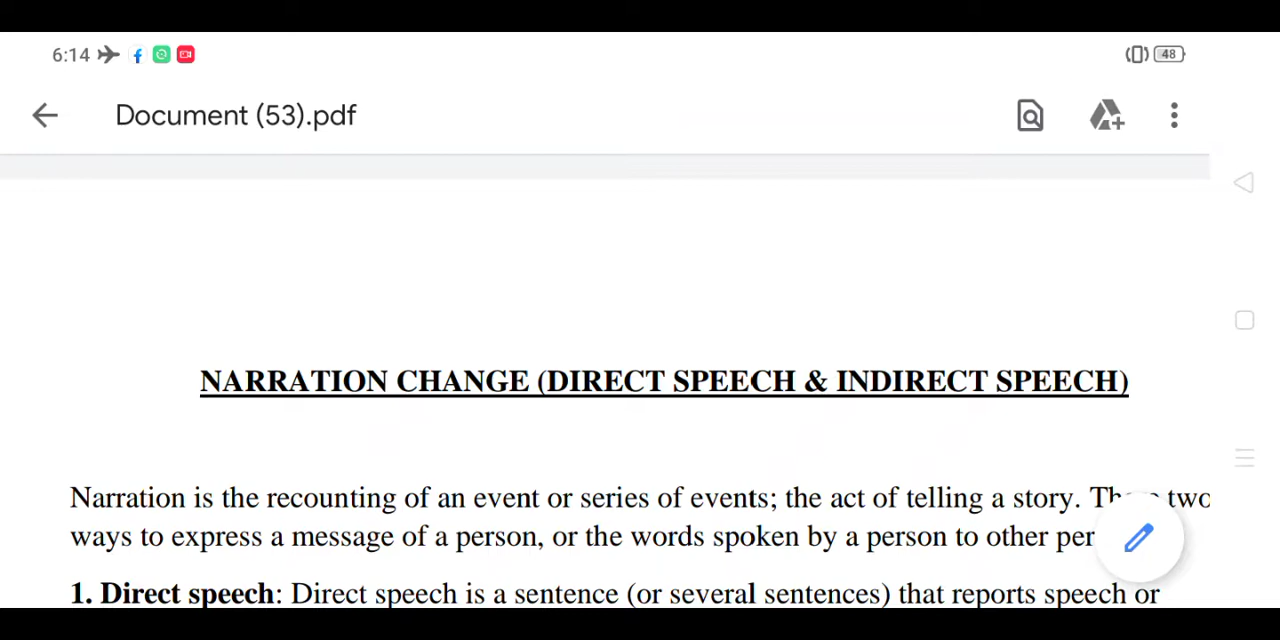 6:14
48
Document (53).pdf
NARRATION CHANGE (DIRECT SPEECH & INDIRECT SPEECH)
Narration is the recounting of an event or series of events; the act of telling a story. two
ways to express a message of a person, or the words spoken by a person to other
1. Direct speech: Direct speech is a sentence (or several sentences) that reports speech or